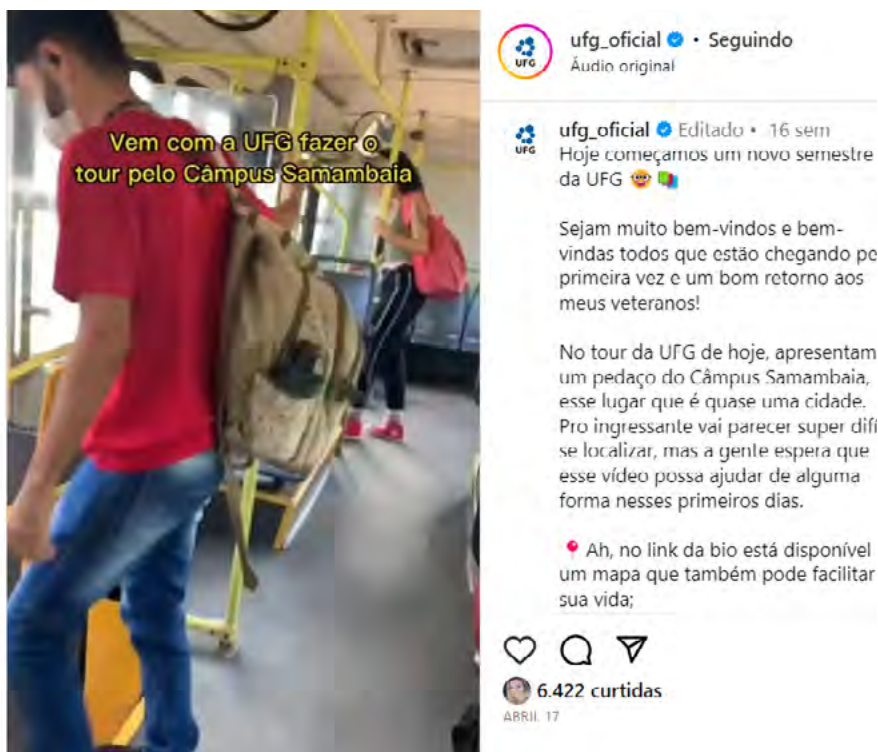 Vem com a UFG fazer o
tour pelo Câmpus Samambaia
UFG
ufg_oficial • Seguindo
Áudio original
UFG
ufg_oficial Editado • 16 sem
Hoje começamos um novo semestre
da UFG 🤓 📚
Sejam muito bem-vindos e bem-
vindas todos que estão chegando pe
primeira vez e um bom retorno aos
meus veteranos!
No tour da UFG de hoje, apresentam
um pedaço do Câmpus Samambaia,
esse lugar que é quase uma cidade.
Pro ingressante vai parecer super difí
se localizar, mas a gente espera que
esse vídeo possa ajudar de alguma
forma nesses primeiros dias.
📍 Ah, no link da bio está disponível
um mapa que também pode facilitar
sua vida;
6.422 curtidas
ABRIL 17